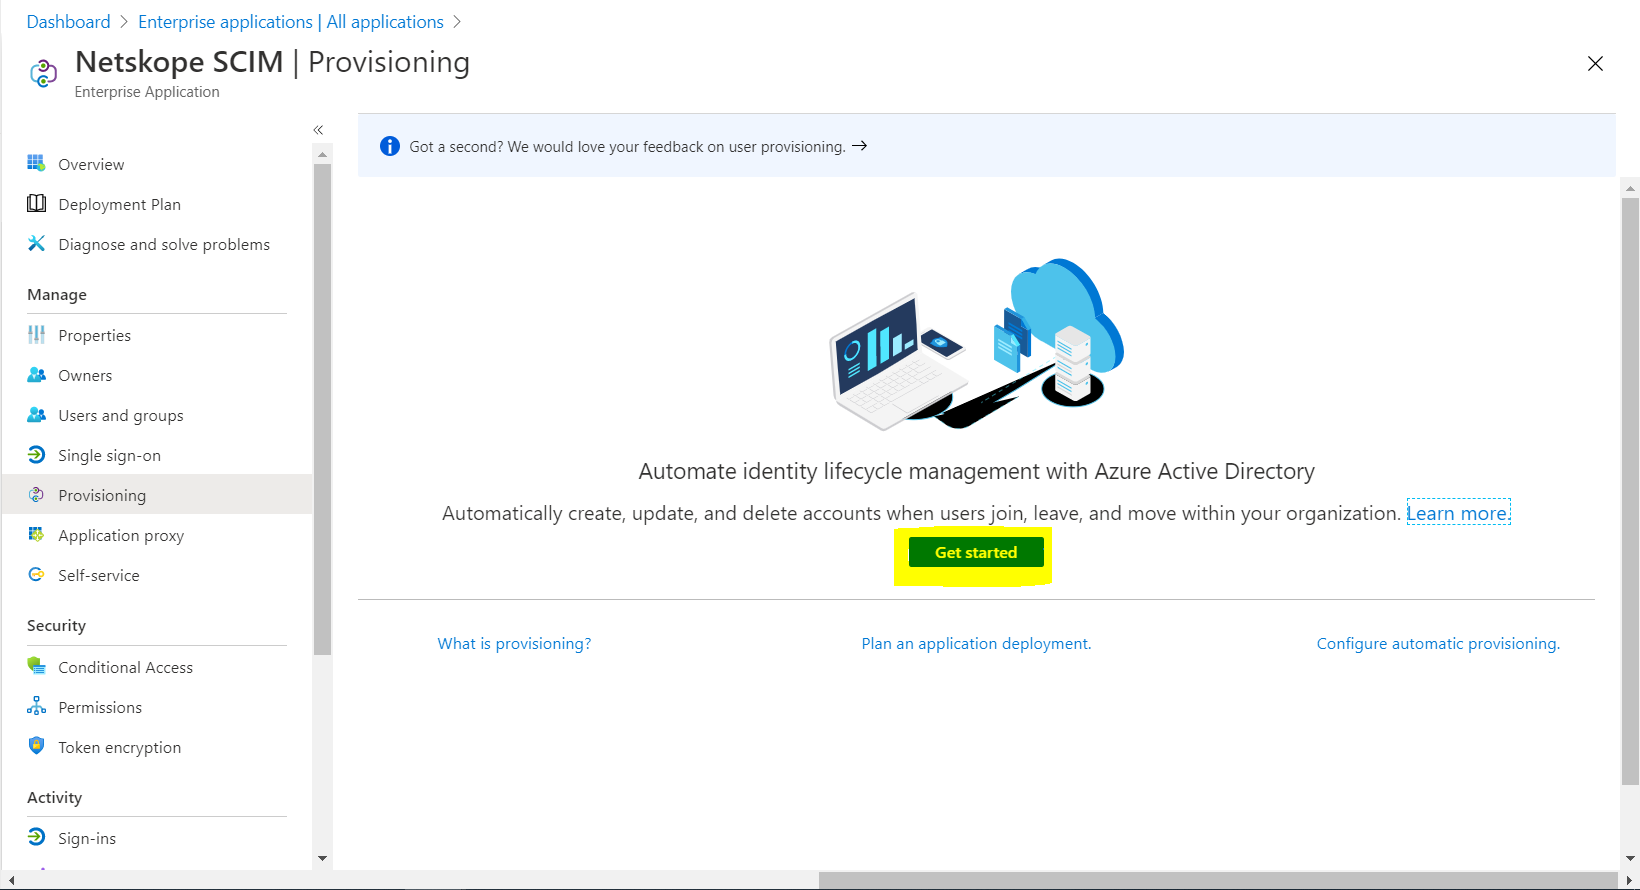 Dashboard > Enterprise applications | All applications >
Netskope SCIM | Provisioning
Enterprise Application
Overview
Deployment Plan
Diagnose and solve problems
Manage
Properties
Owners
Users and groups
Single sign-on
Provisioning
Application proxy
Self-service
Security
Conditional Access
Permissions
Token encryption
Activity
Sign-ins
Got a second? We would love your feedback on user provisioning. →
Automate identity lifecycle management with Azure Active Directory
Automatically create, update, and delete accounts when users join, leave, and move within your organization. Learn more.
Get started
What is provisioning?
Plan an application deployment.
Configure automatic provisioning.